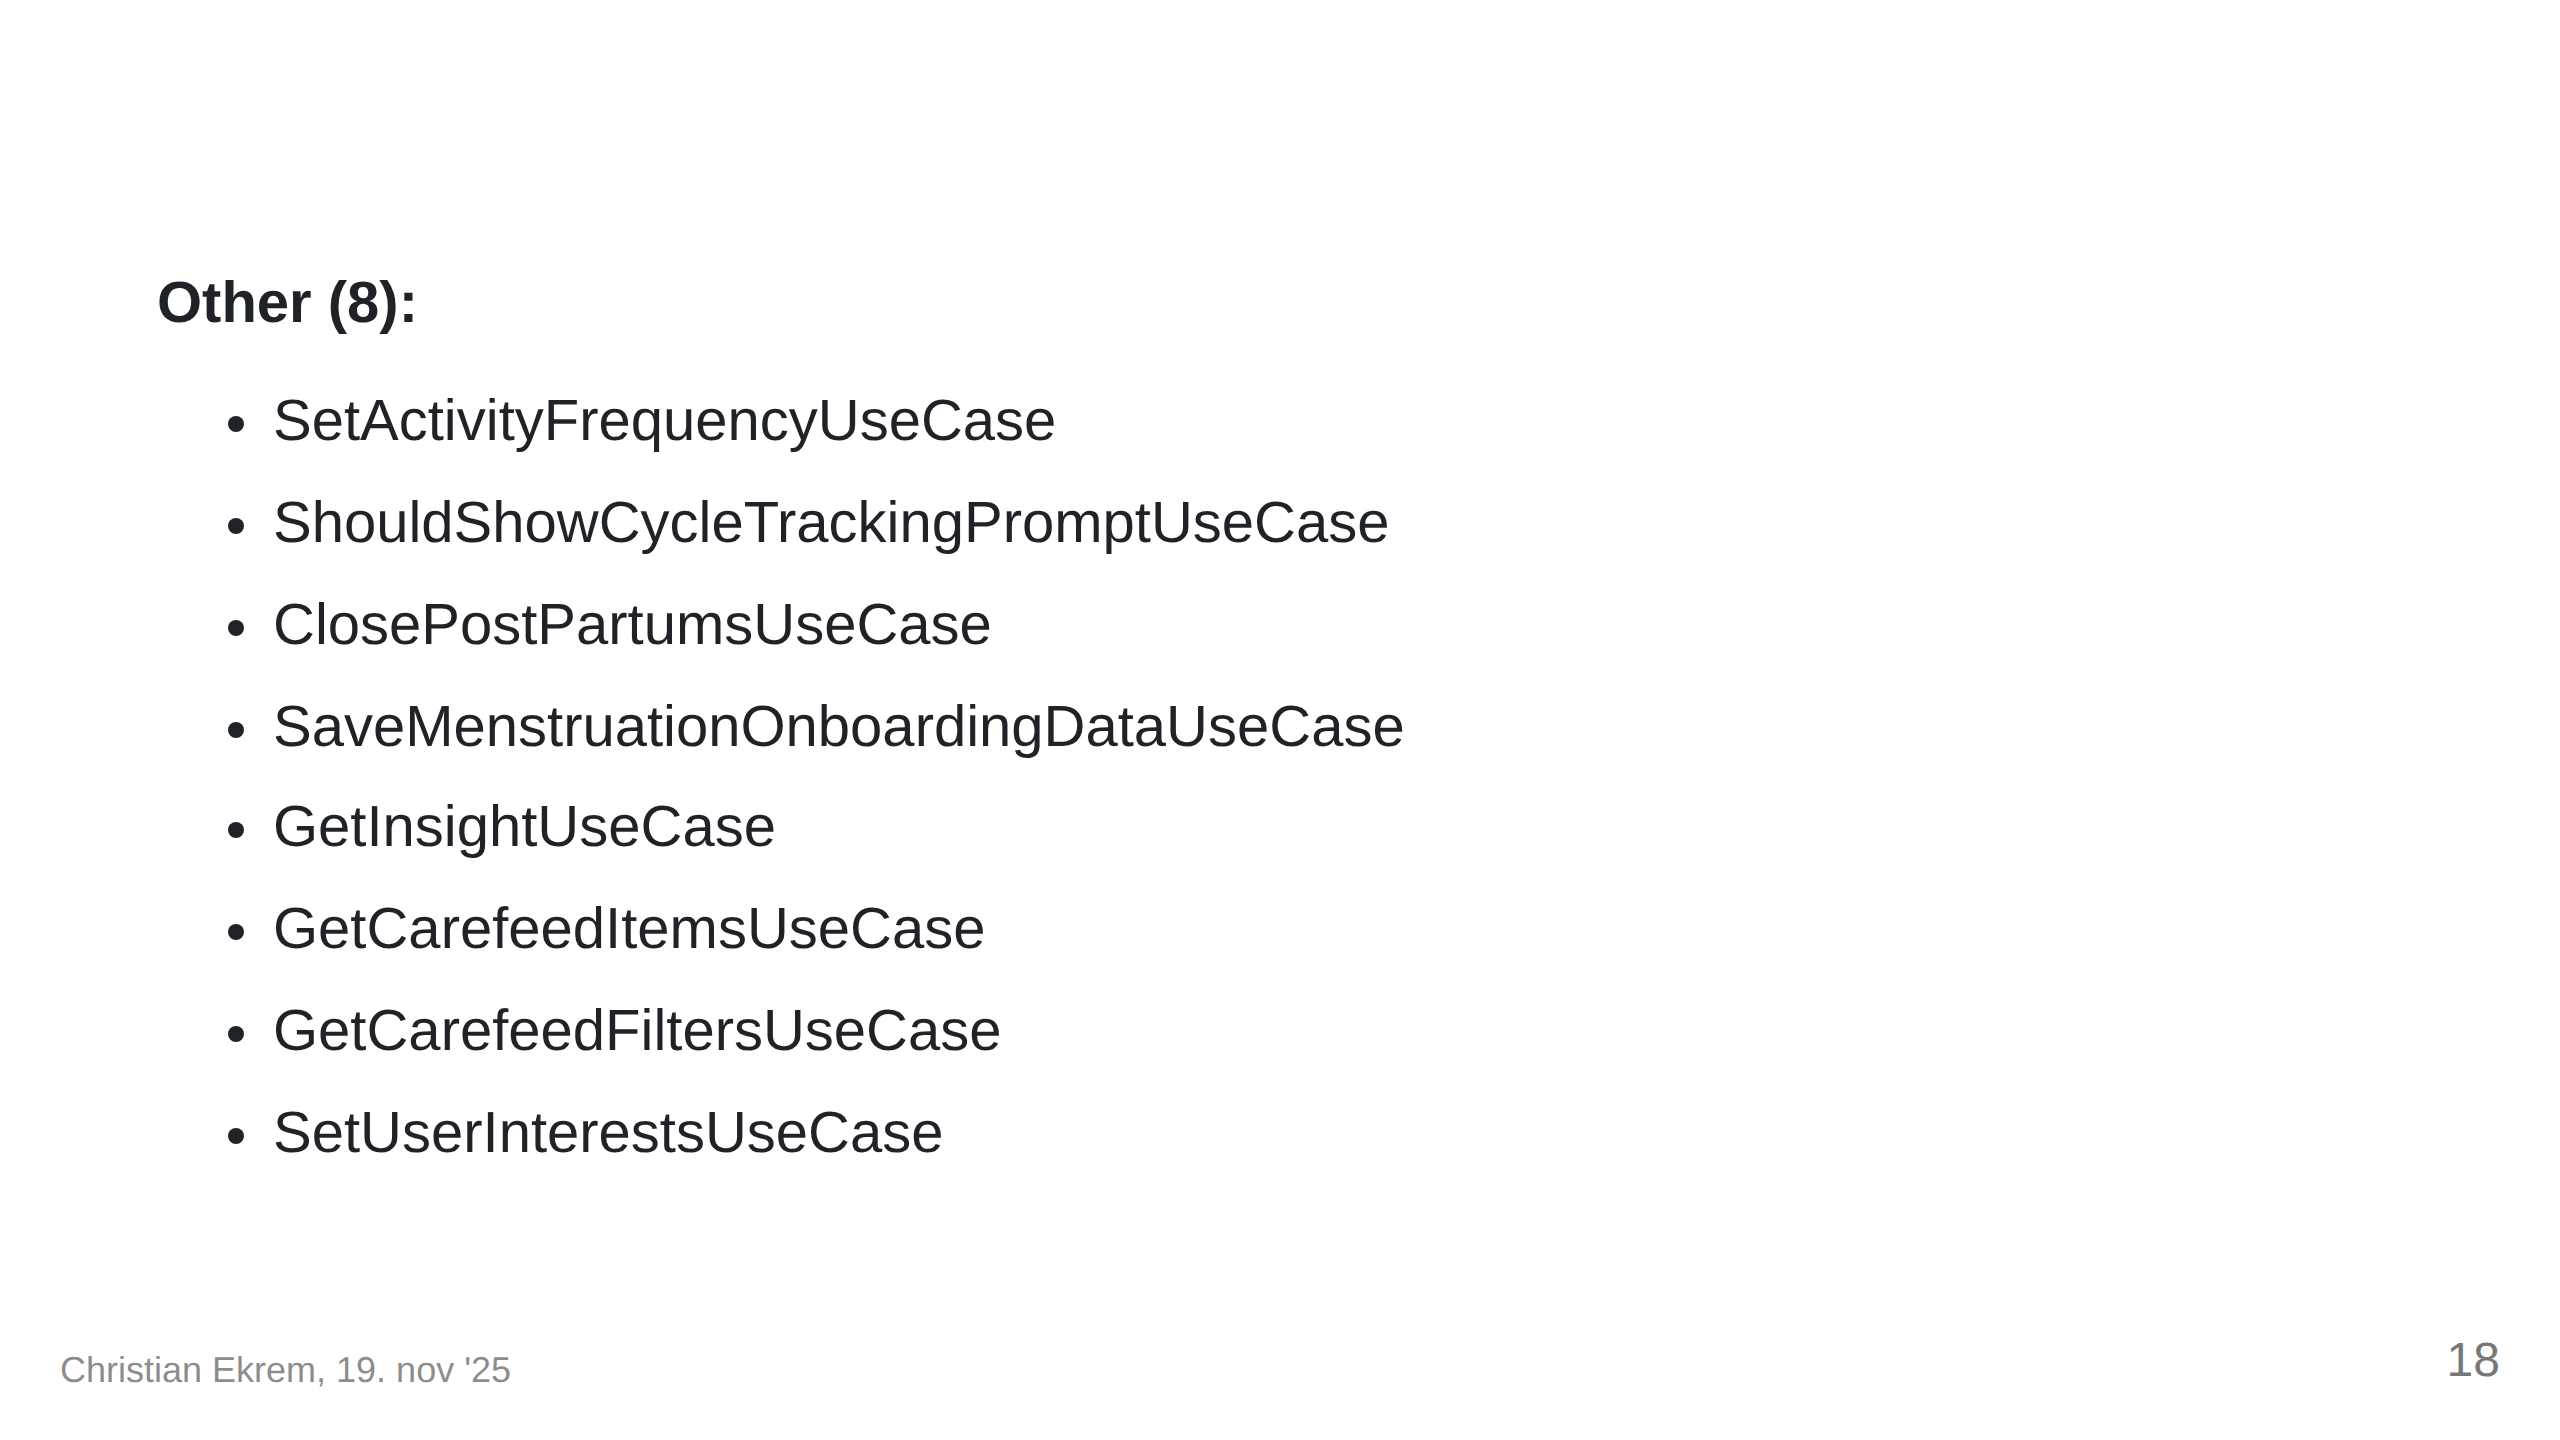 Other (8):
• SetActivityFrequencyUseCase
• ShouldShowCycleTrackingPromptUseCase
• ClosePostPartumsUseCase
• SaveMenstruationOnboardingDataUseCase
• GetInsightUseCase
• GetCarefeedItemsUseCase
• GetCarefeedFiltersUseCase
• SetUserInterestsUseCase
Christian Ekrem, 19. nov '25
18